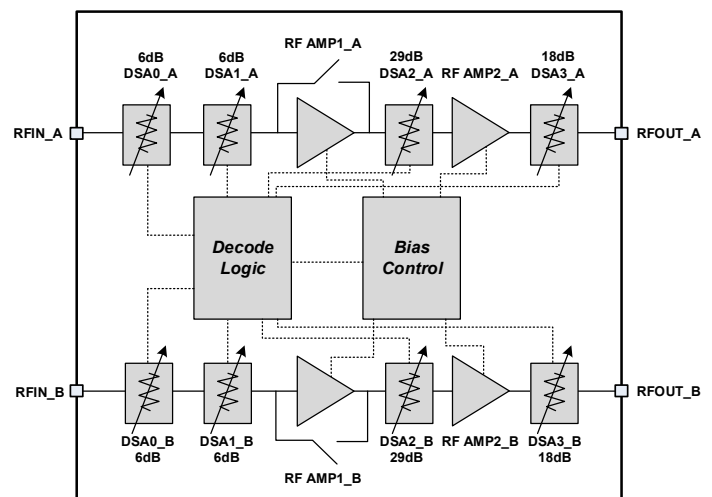 RF AMP1_A
6dB
DSA0_A
6dB
DSA1_A
29dB
DSA2_A
RF AMP2_A
18dB
DSA3_A
RFIN_A
RFOUT_A
Decode
Logic
Bias
Control
RFIN_B
RFOUT_B
DSA0_B
6dB
DSA1_B
6dB
RF AMP1_B
DSA2_B
29dB
RF AMP2_B
DSA3_B
18dB